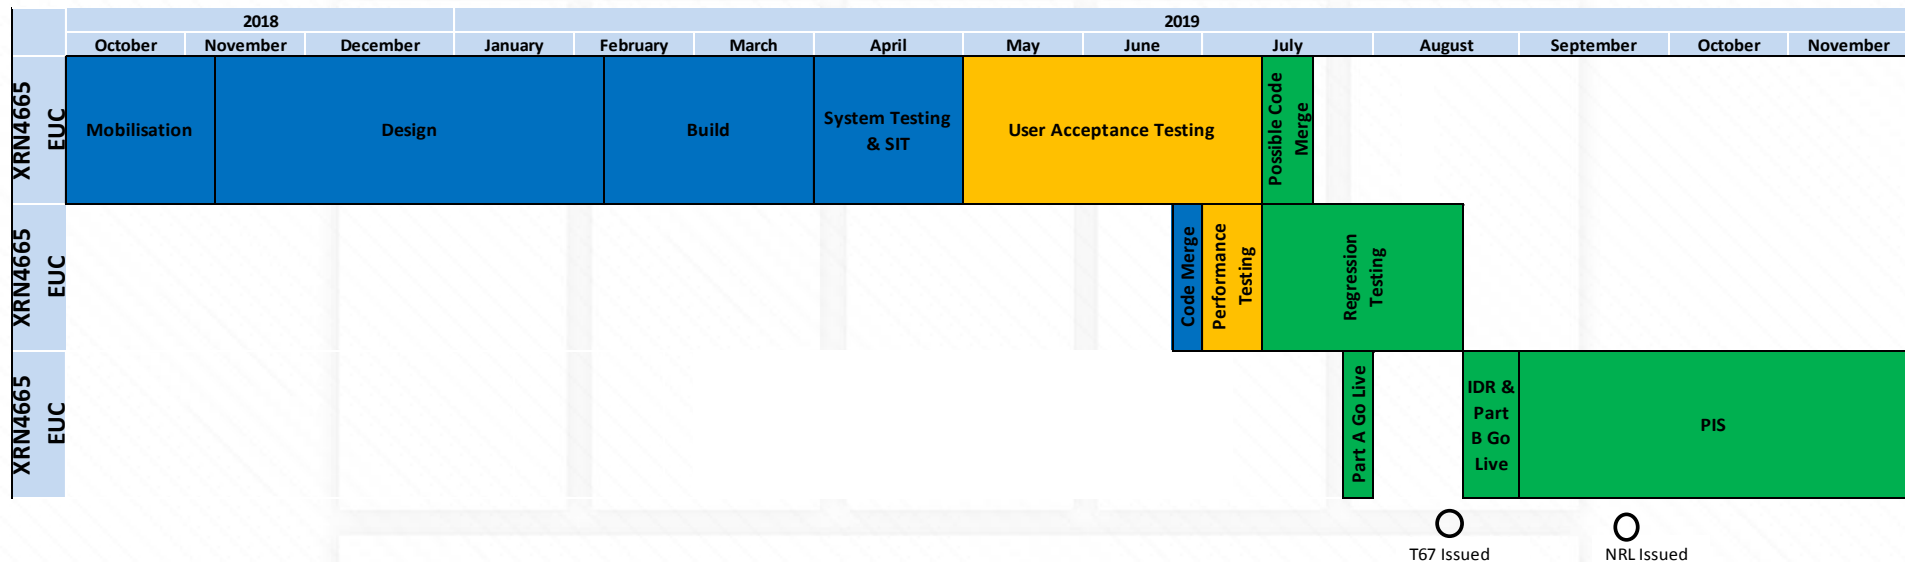 2018
2019
October
November
December
January
February
March
April
May
June
July
August
September
October
November
XRN4665
EUC
Mobilisation
Design
Build
System Testing
& SIT
User Acceptance Testing
Possible Code
Merge
XRN4665
EUC
Code Merge
Performance
Testing
Regression
Testing
XRN4665
EUC
Part A Go Live
IDR &
Part
B Go
Live
PIS
T67 Issued
NRL Issued